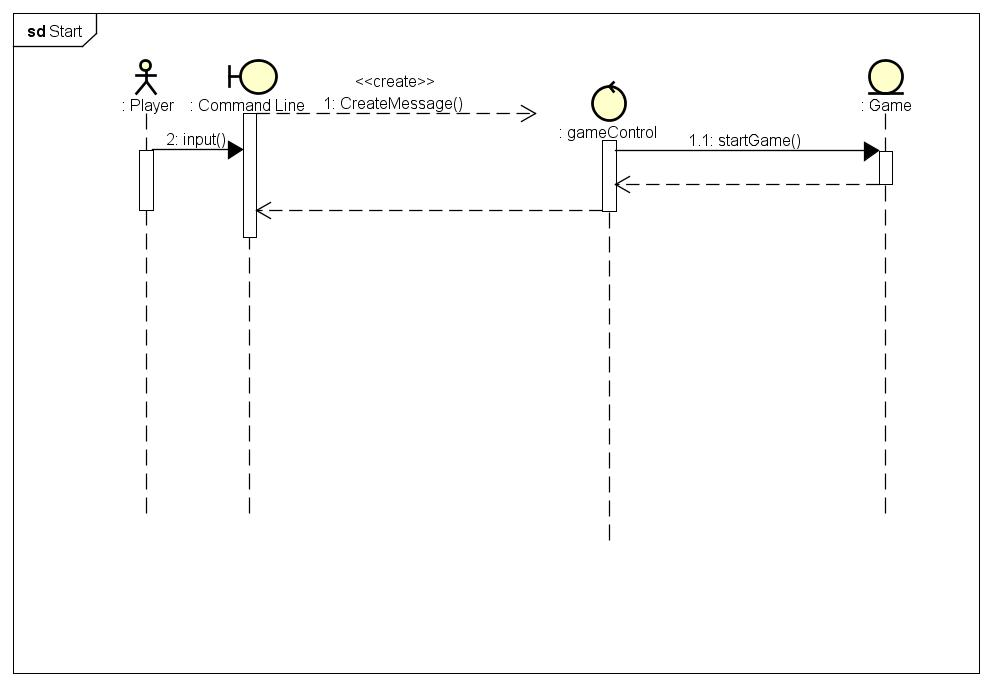 sd Start
<<create>>
: Player
: Command Line
1: CreateMessage()
: Game
: gameControl
2: input()
1.1: startGame()